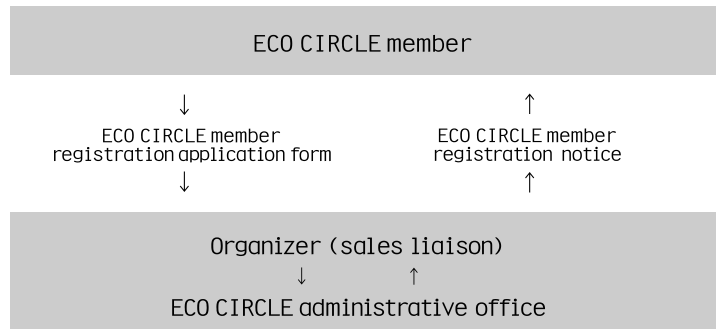 ECO CIRCLE member
↓ ↑
ECO CIRCLE member
registration application form
ECO CIRCLE member
registration notice
↓ ↑
Organizer (sales liaison)
↓ ↑
ECO CIRCLE administrative office